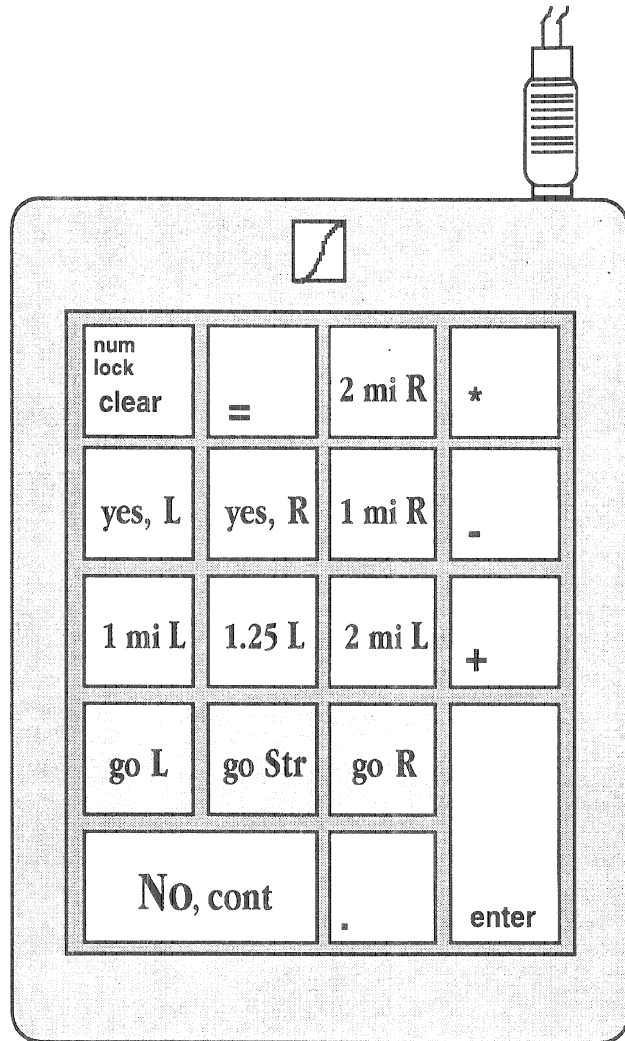 num
lock
clear
=
2 mi R
*
yes, L
yes, R
1 mi R
-
1 mi L
1.25 L
2 mi L
+
go L
go Str
go R
No, cont
.
enter